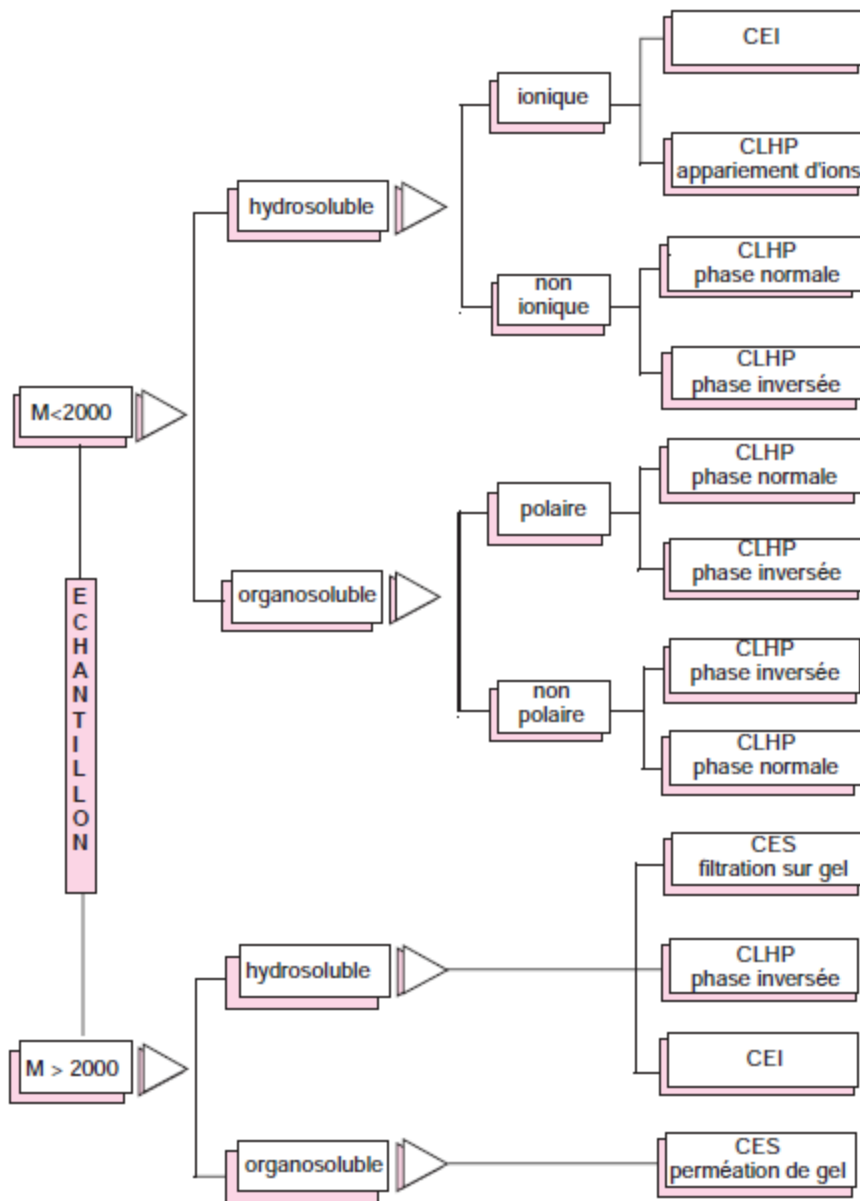 CEI
ionique
CLHP
appariement d'ions
hydrosoluble
CLHP
phase normale
non
ionique
CLHP
phase inversée
M<2000
CLHP
phase normale
polaire
CLHP
phase inversée
organosoluble
CLHP
phase inversée
non
polaire
CLHP
phase normale
ECHANTILLON
CES
filtration sur gel
hydrosoluble
CLHP
phase inversée
CEI
M > 2000
CES
perméation de gel
organosoluble